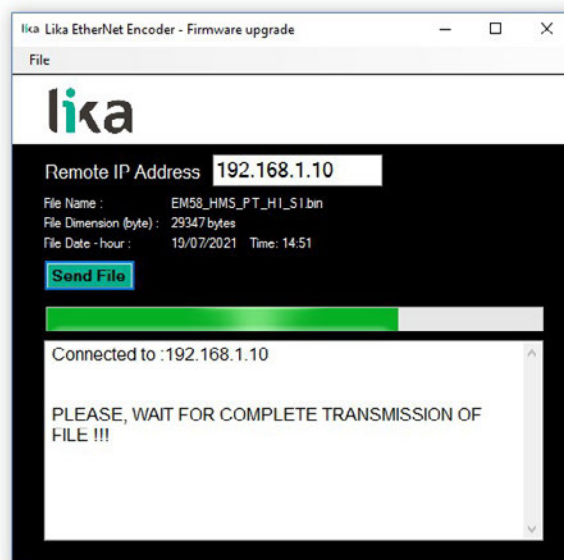 lika Lika EtherNet Encoder - Firmware upgrade
File
lika
Remote IP Address 192.168.1.10
File Name : EM58_HMS_PT_HI_SI.bin
File Dimension (byte) : 29347 bytes
File Date - hour : 19/07/2021 Time: 14:51
Send File
Connected to :192.168.1.10
PLEASE, WAIT FOR COMPLETE TRANSMISSION OF
FILE !!!